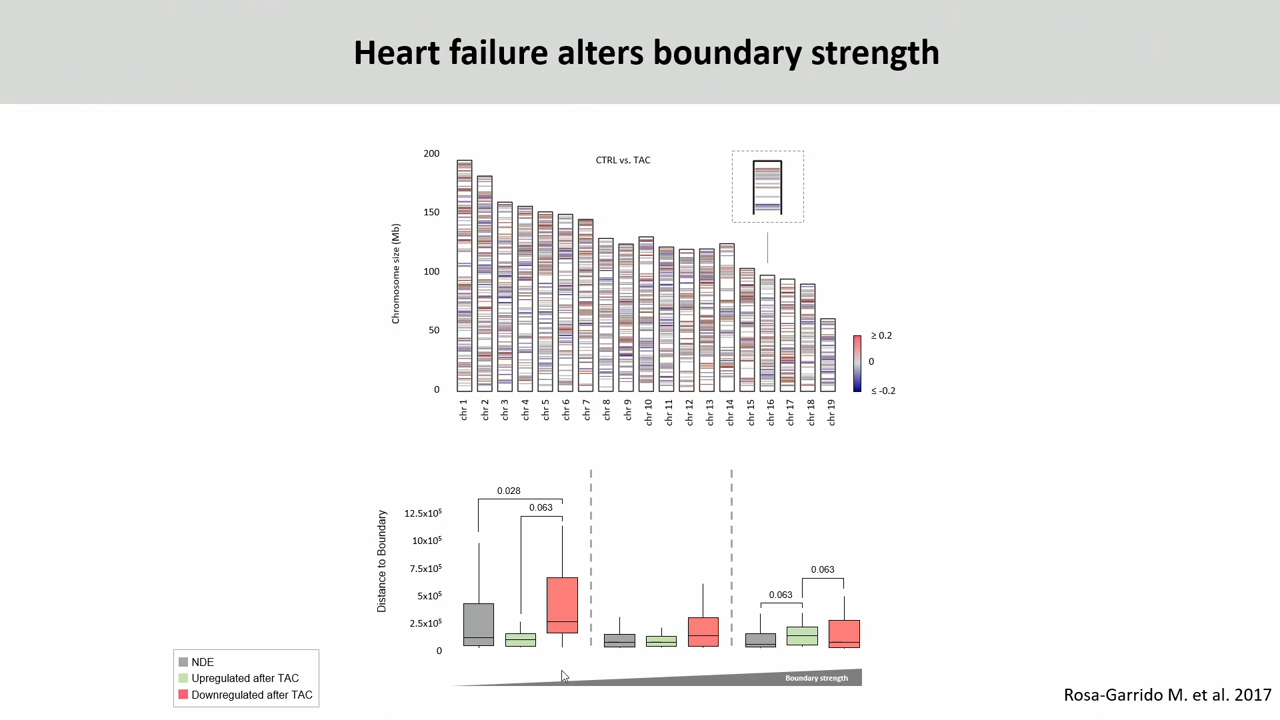 Heart failure alters boundary strength
CTRL vs. TAC
Chromosome size (Mb)
200
150
100
50
0
chr 1
chr 2
chr 3
chr 4
chr 5
chr 6
chr 7
chr 8
chr 9
chr 10
chr 11
chr 12
chr 13
chr 14
chr 15
chr 16
chr 17
chr 18
chr 19
≥ 0.2
0
≤ -0.2
Distance to Boundary
12.5x10⁵
10x10⁵
7.5x10⁵
5x10⁵
2.5x10⁵
0
0.028
0.063
0.063
0.063
Boundary strength
NDE
Upregulated after TAC
Downregulated after TAC
Rosa-Garrido M. et al. 2017